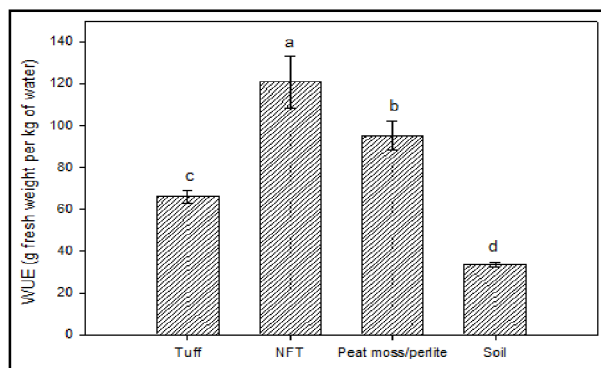 WUE (g fresh weight per kg of water)
140
120
100
80
60
40
20
0
a
b
c
d
Tuff NFT Peat moss/perlite Soil